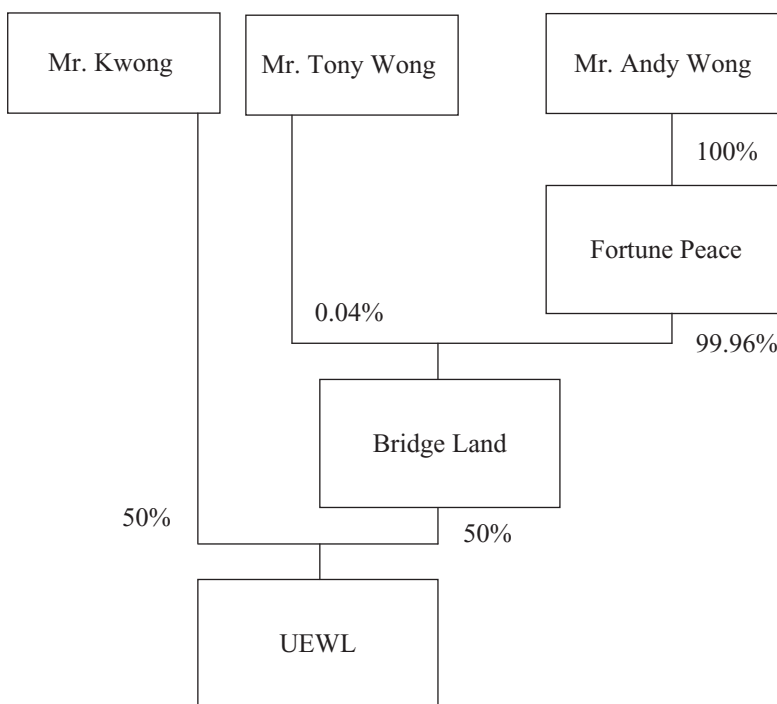 Mr. Kwong
Mr. Tony Wong
Mr. Andy Wong
100%
Fortune Peace
0.04%
99.96%
Bridge Land
50%
50%
UEWL